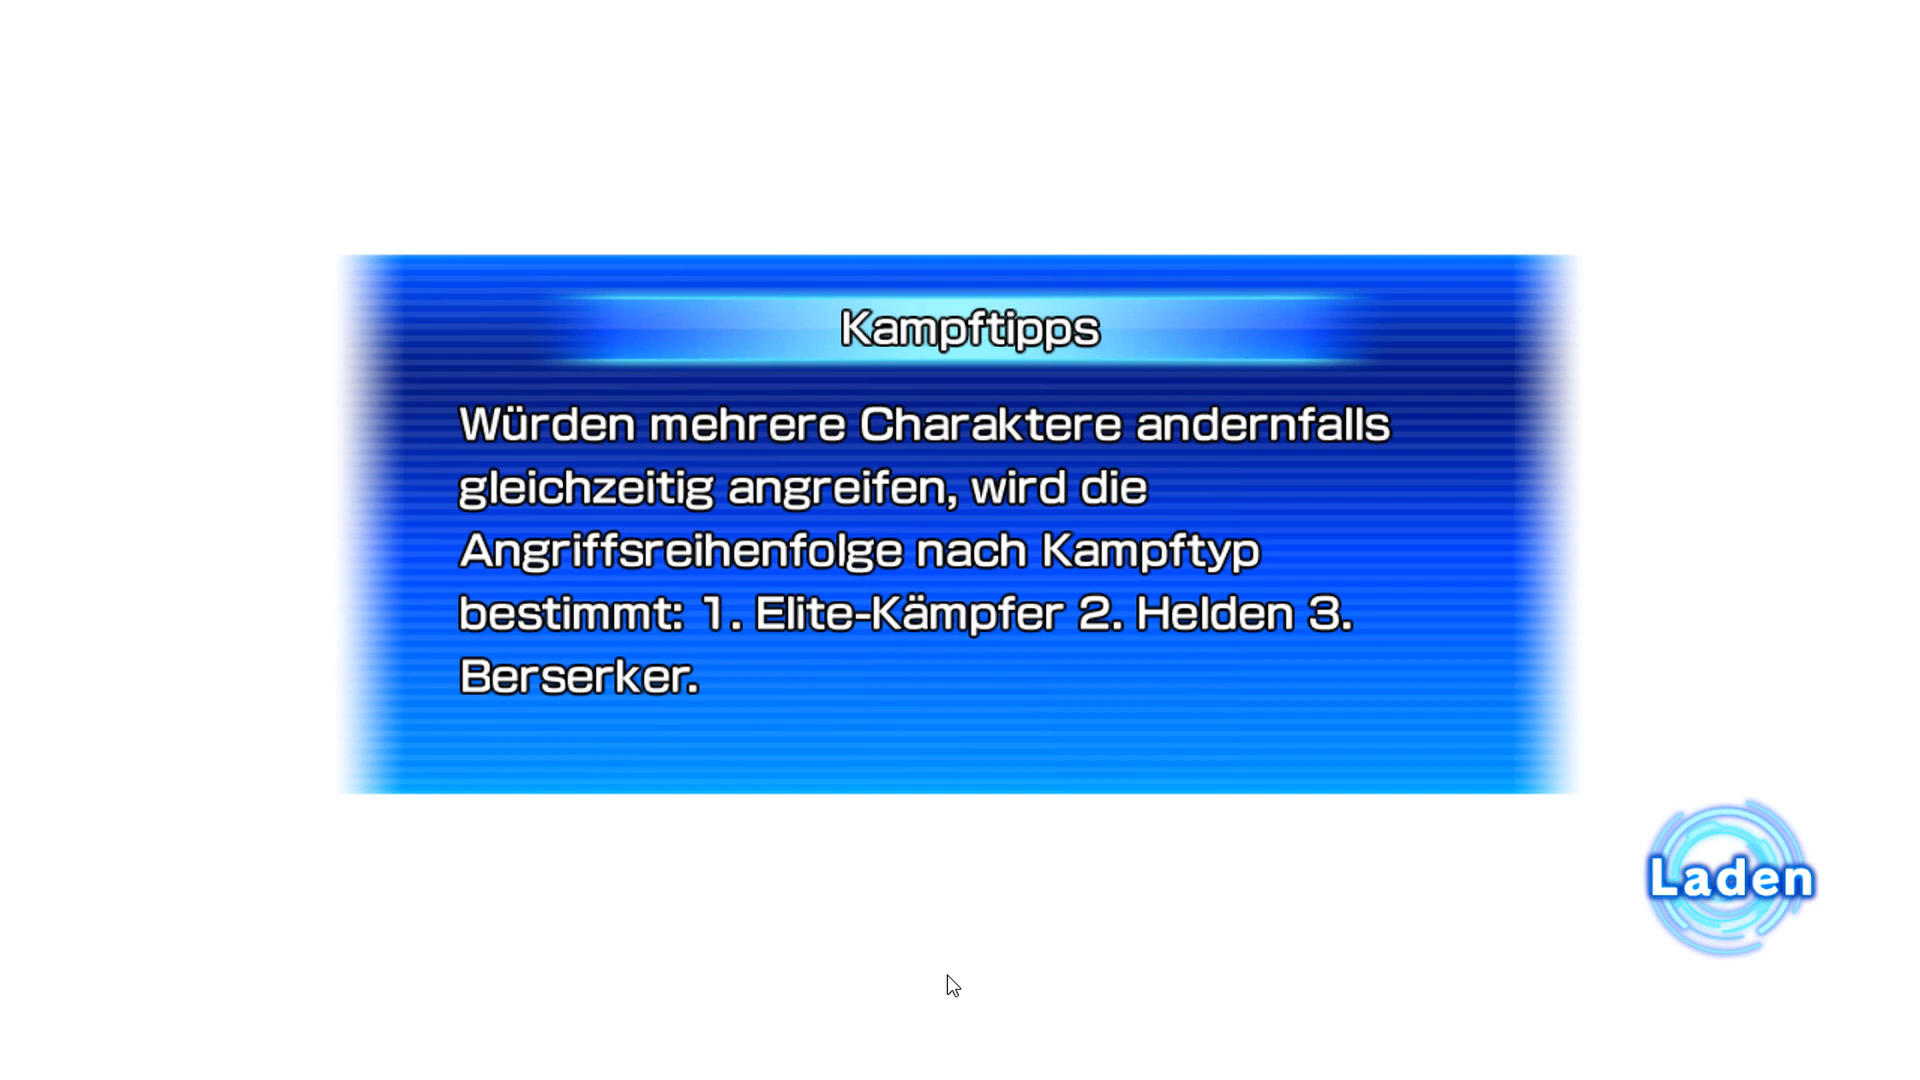 Kampftipps
Würden mehrere Charaktere andernfalls
gleichzeitig angreifen, wird die
Angriffsreihenfolge nach Kampftyp
bestimmt: 1. Elite-Kämpfer 2. Helden 3.
Berserker.
Laden